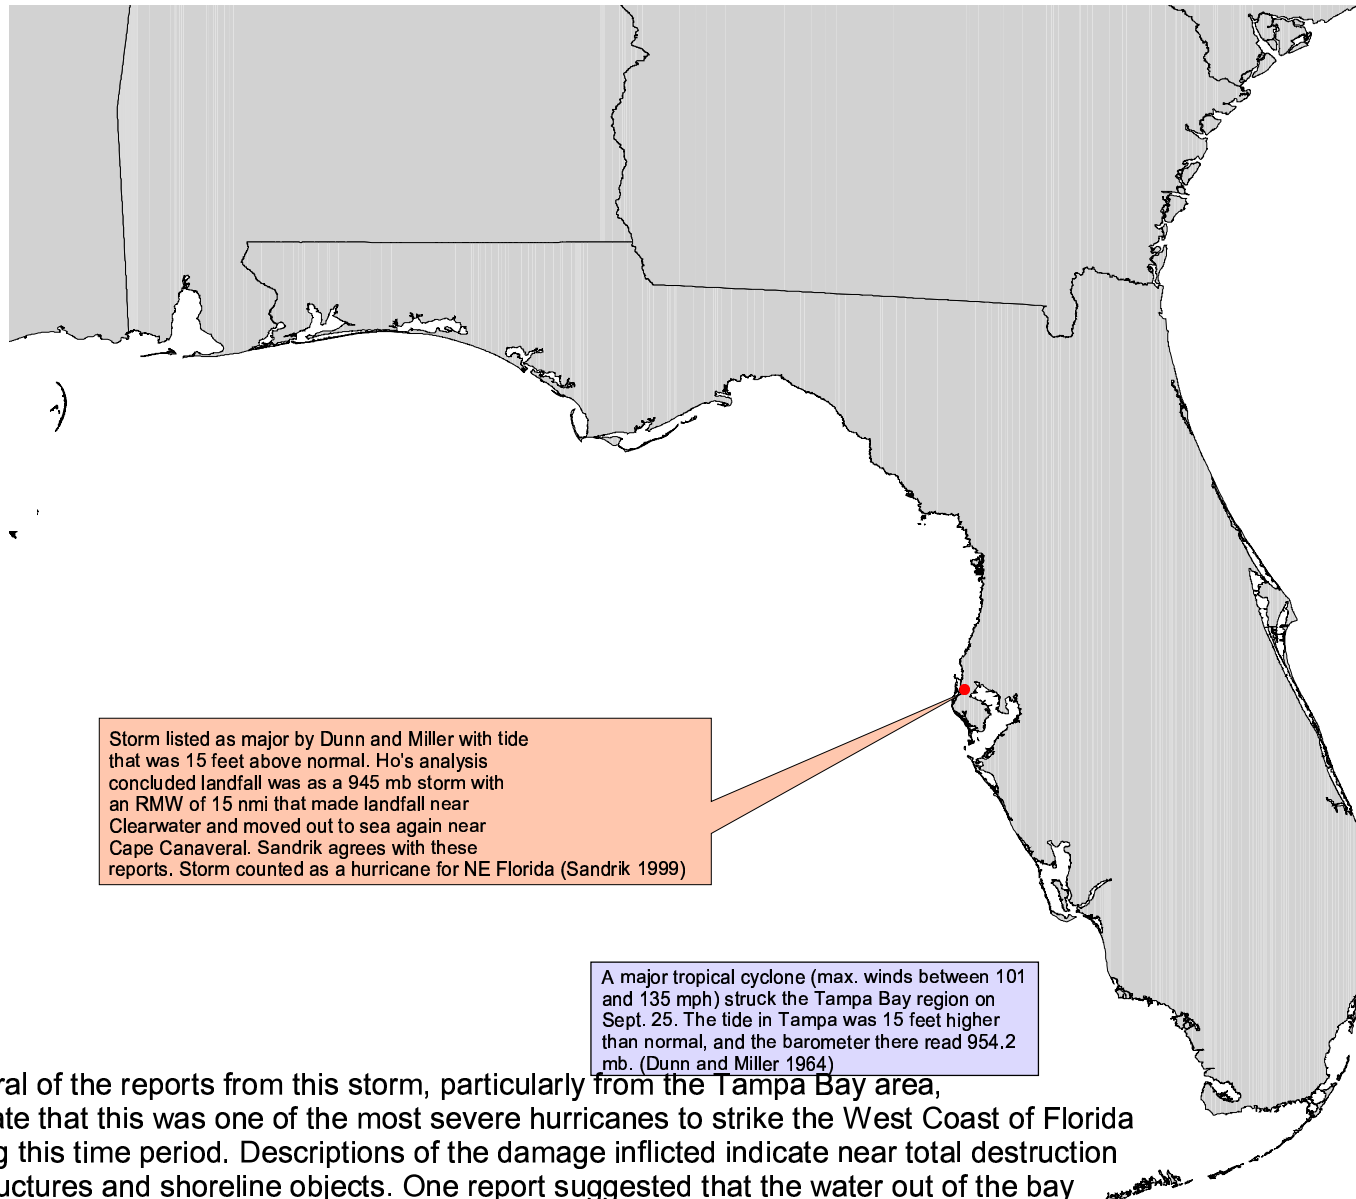 Storm listed as major by Dunn and Miller with tide
that was 15 feet above normal. Ho's analysis
concluded landfall was as a 945 mb storm with
an RMW of 15 nmi that made landfall near
Clearwater and moved out to sea again near
Cape Canaveral. Sandrik agrees with these
reports. Storm counted as a hurricane for NE Florida (Sandrik 1999)
A major tropical cyclone (max. winds between 101
and 135 mph) struck the Tampa Bay region on
Sept. 25. The tide in Tampa was 15 feet higher
than normal, and the barometer there read 954.2
mb. (Dunn and Miller 1964)
ral of the reports from this storm, particularly from the Tampa Bay area,
ate that this was one of the most severe hurricanes to strike the West Coast of Florida
g this time period. Descriptions of the damage inflicted indicate near total destruction
uctures and shoreline objects. One report suggested that the water out of the bay